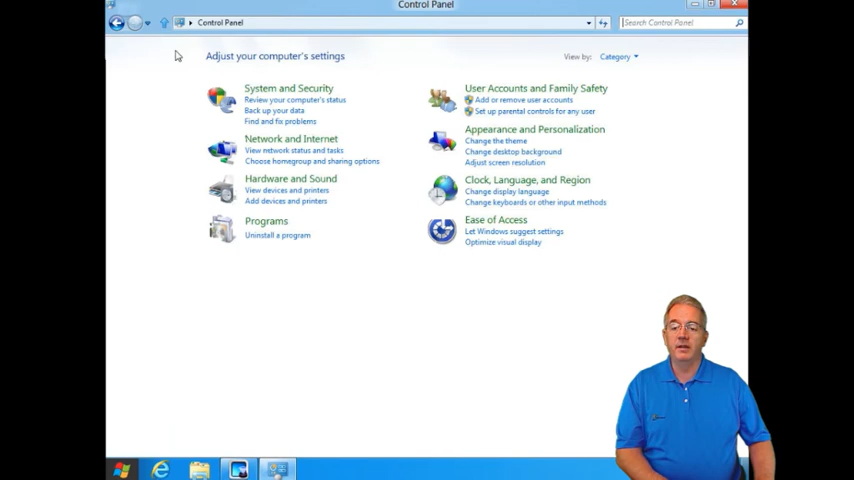 Control Panel
Control Panel
Search Control Panel
Adjust your computer's settings
View by: Category
System and Security
Review your computer's status
Back up your data
Find and fix problems
Network and Internet
View network status and tasks
Choose homegroup and sharing options
Hardware and Sound
View devices and printers
Add devices and printers
Programs
Uninstall a program
User Accounts and Family Safety
Add or remove user accounts
Set up parental controls for any user
Appearance and Personalization
Change the theme
Change desktop background
Adjust screen resolution
Clock, Language, and Region
Change display language
Change keyboards or other input methods
Ease of Access
Let Windows suggest settings
Optimize visual display